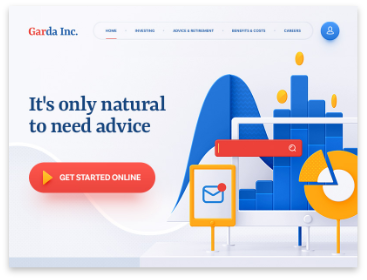 Garda Inc.
HOME INVESTING ADVICE & RETIREMENT BENEFITS & COSTS CAREERS
It's only natural
to need advice
GET STARTED ONLINE